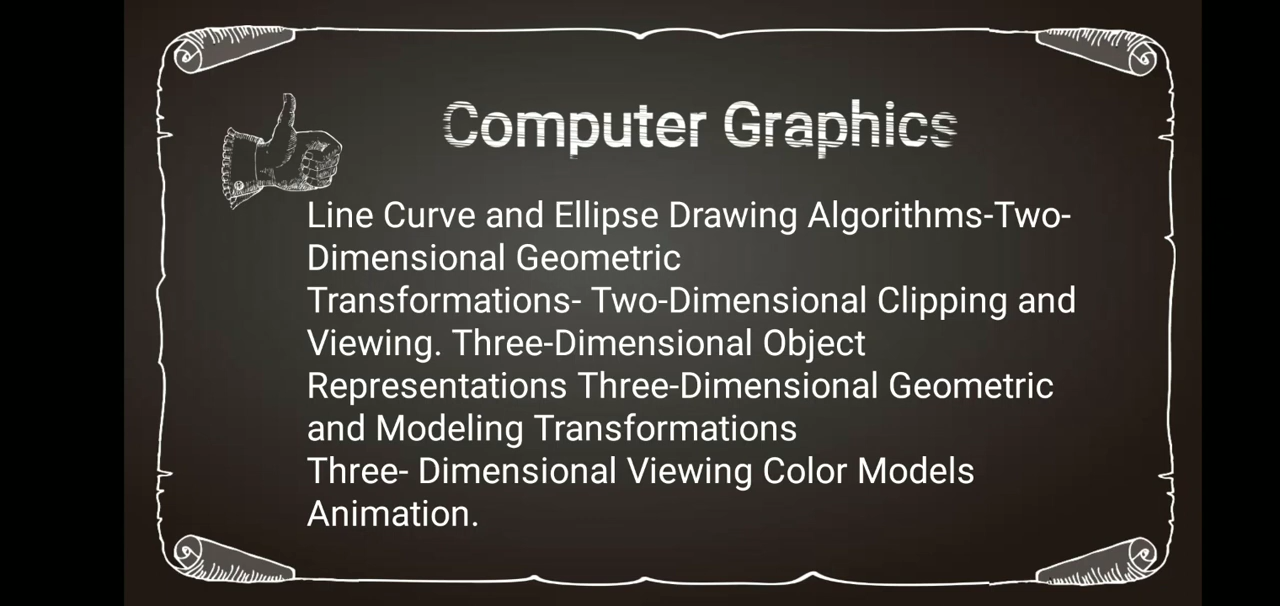 Computer Graphics
Line Curve and Ellipse Drawing Algorithms-Two-
Dimensional Geometric
Transformations- Two-Dimensional Clipping and
Viewing. Three-Dimensional Object
Representations Three-Dimensional Geometric
and Modeling Transformations
Three- Dimensional Viewing Color Models
Animation.